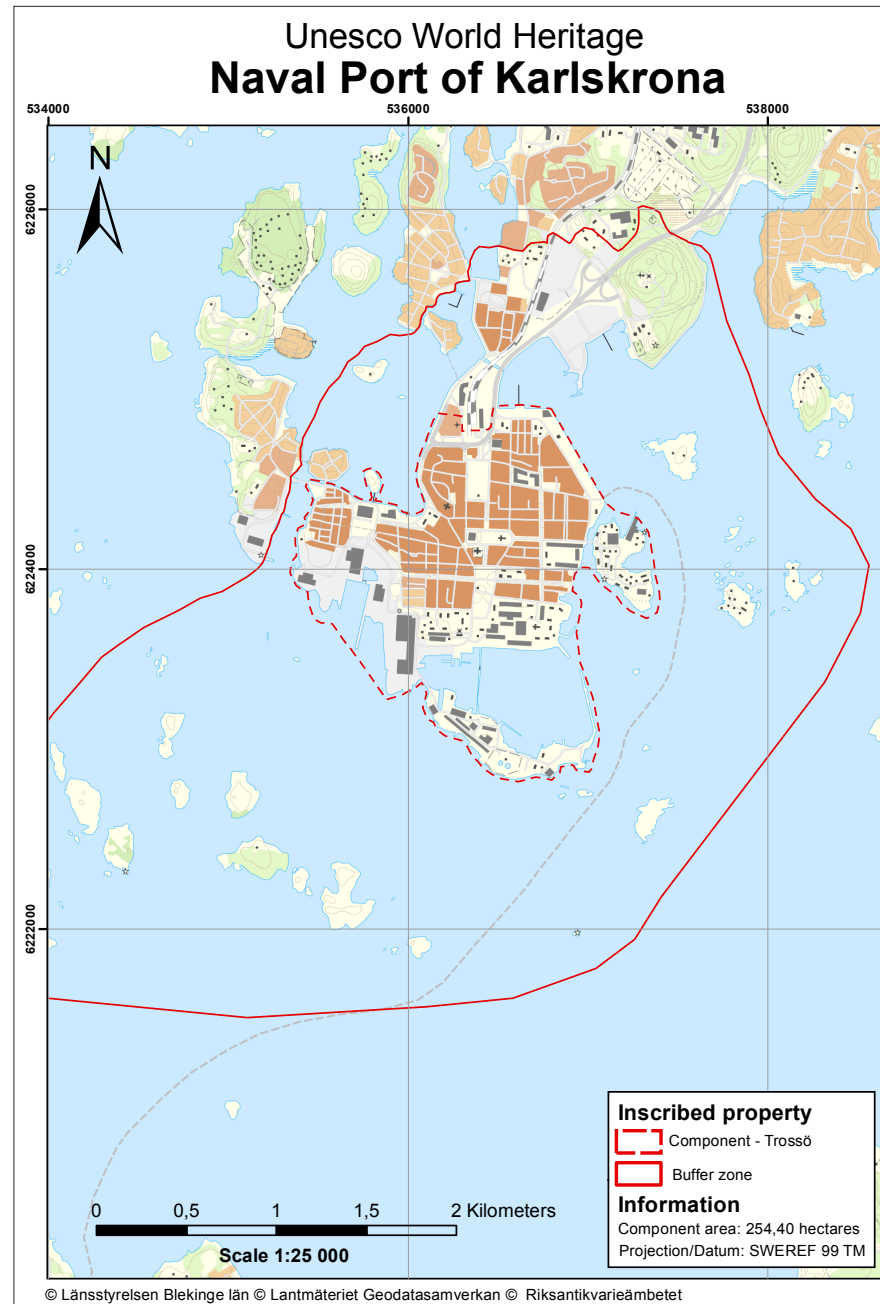 Unesco World Heritage
Naval Port of Karlskrona
534000 536000 538000
N
6226000
6224000
6222000
Inscribed property
Component - Trossö
Buffer zone
Information
Component area: 254,40 hectares
Projection/Datum: SWEREF 99 TM
0 0,5 1 1,5 2 Kilometers
Scale 1:25 000
© Länsstyrelsen Blekinge län © Lantmäteriet Geodatasamverkan © Riksantikvarieämbetet